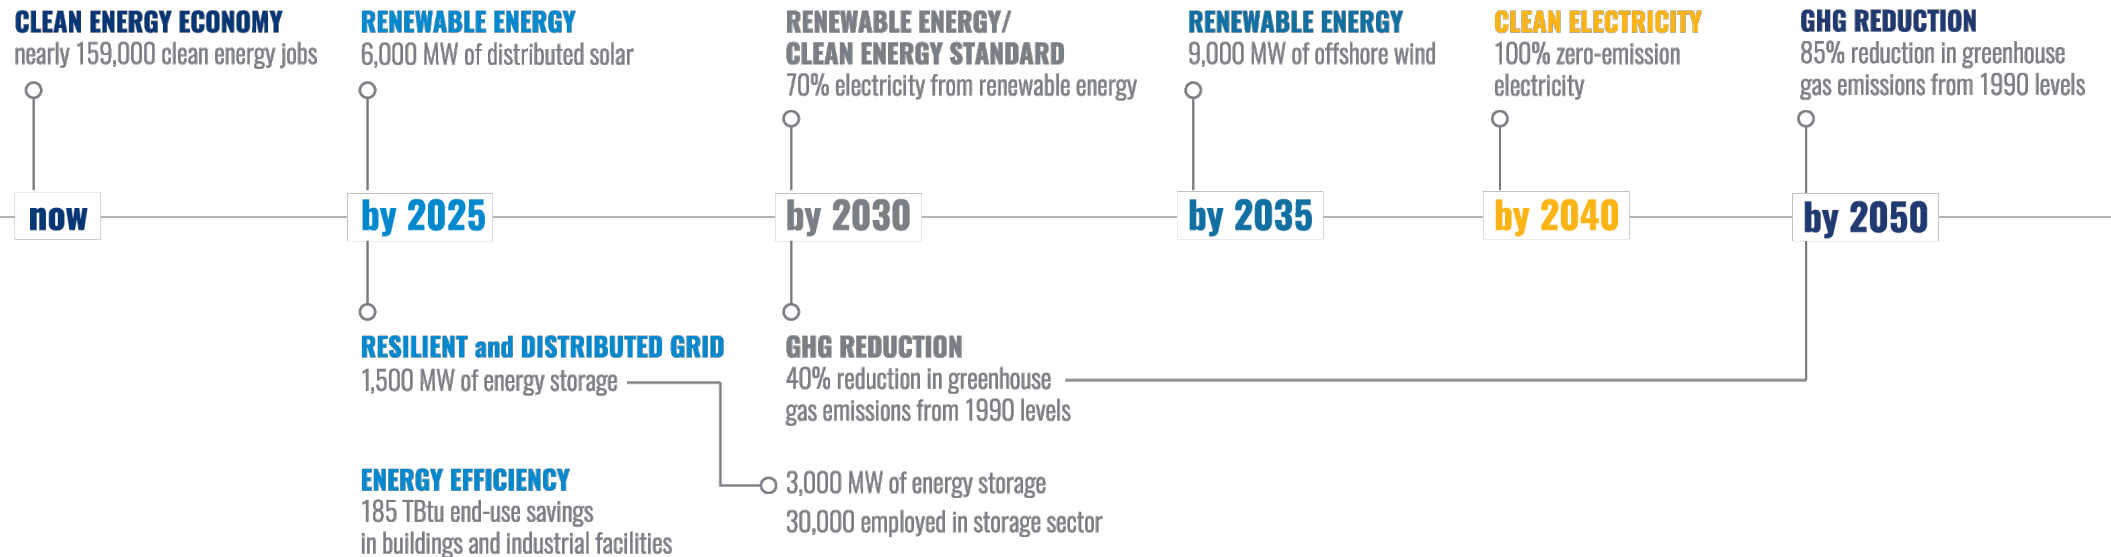 CLEAN ENERGY ECONOMY
nearly 159,000 clean energy jobs
RENEWABLE ENERGY
6,000 MW of distributed solar
RENEWABLE ENERGY/
CLEAN ENERGY STANDARD
70% electricity from renewable energy
RENEWABLE ENERGY
9,000 MW of offshore wind
CLEAN ELECTRICITY
100% zero-emission
electricity
GHG REDUCTION
85% reduction in greenhouse
gas emissions from 1990 levels
now
by 2025
by 2030
by 2035
by 2040
by 2050
RESILIENT and DISTRIBUTED GRID
1,500 MW of energy storage
ENERGY EFFICIENCY
185 TBtu end-use savings
in buildings and industrial facilities
GHG REDUCTION
40% reduction in greenhouse
gas emissions from 1990 levels
3,000 MW of energy storage
30,000 employed in storage sector